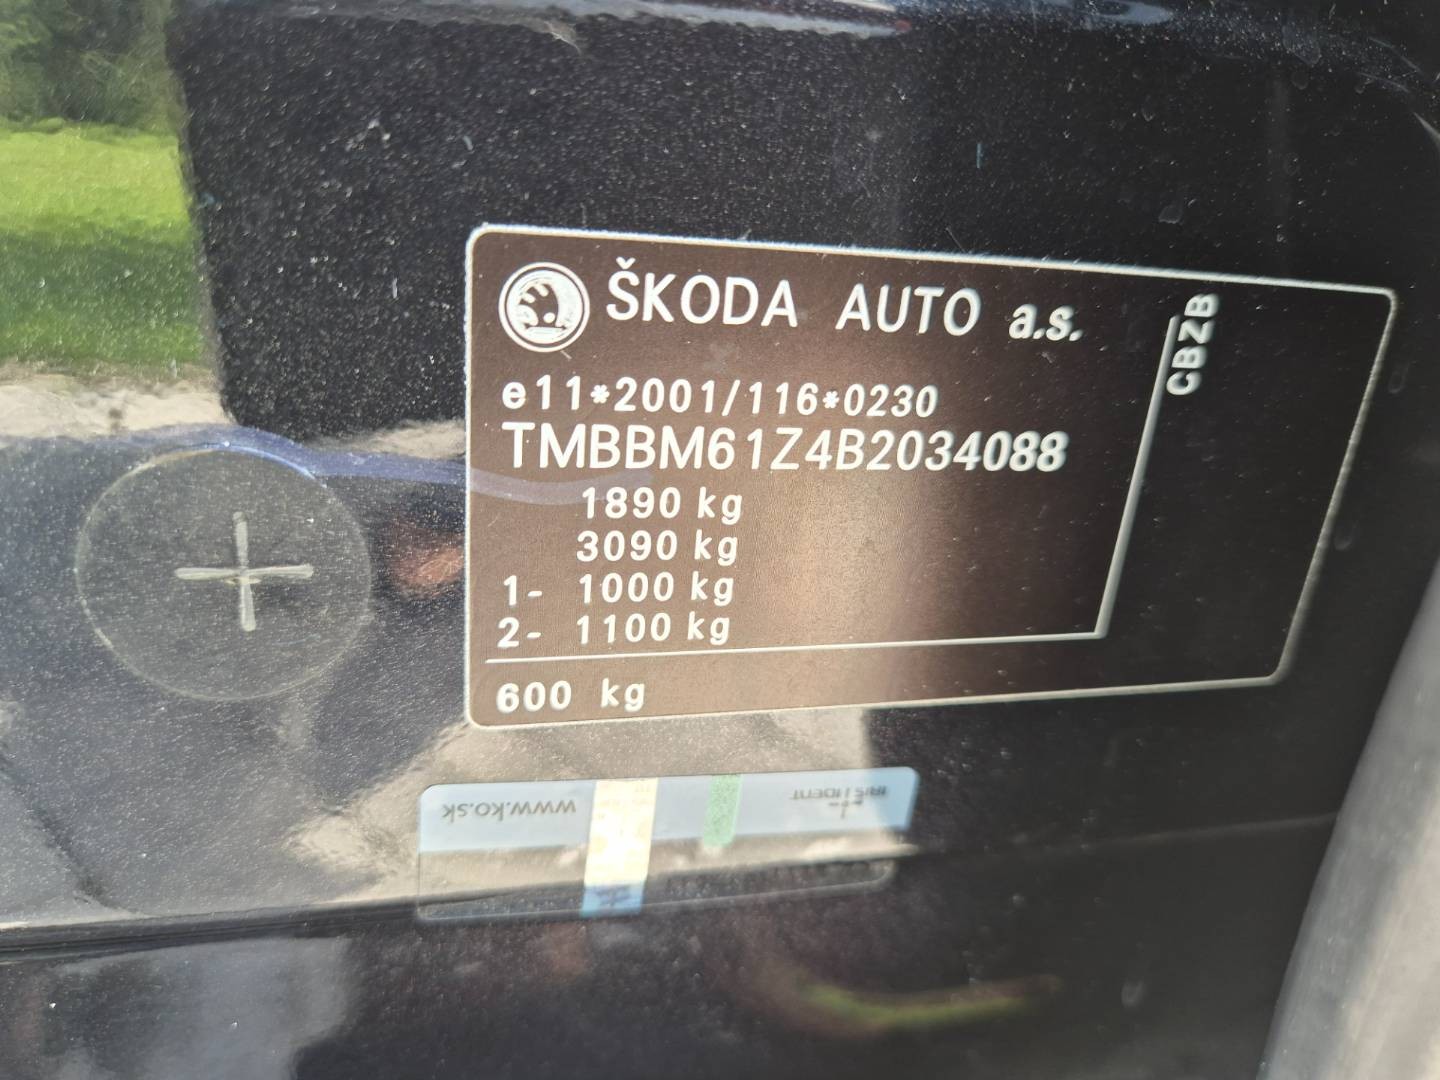 ŠKODA AUTO a.s.
CBZB
e11*2001/116*0230
TMBBM61Z4B2034088
1890 kg
3090 kg
1- 1000 kg
2- 1100 kg
600 kg
www.ko.sk